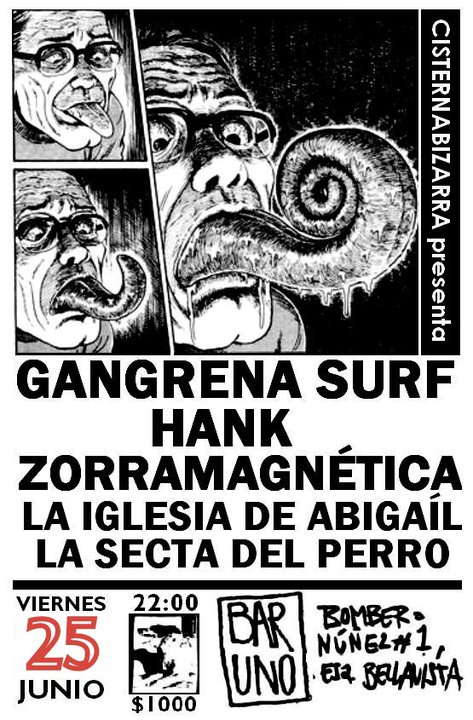 CISTERNABIZARRA presenta
GANGRENA SURF
HANK
ZORRAMAGNÉTICA
LA IGLESIA DE ABIGAÍL
LA SECTA DEL PERRO
VIERNES
25
JUNIO
22:00
$1000
BAR
UNO
BOMBERO
NÚÑEZ #1,
ESQ BELLAVISTA